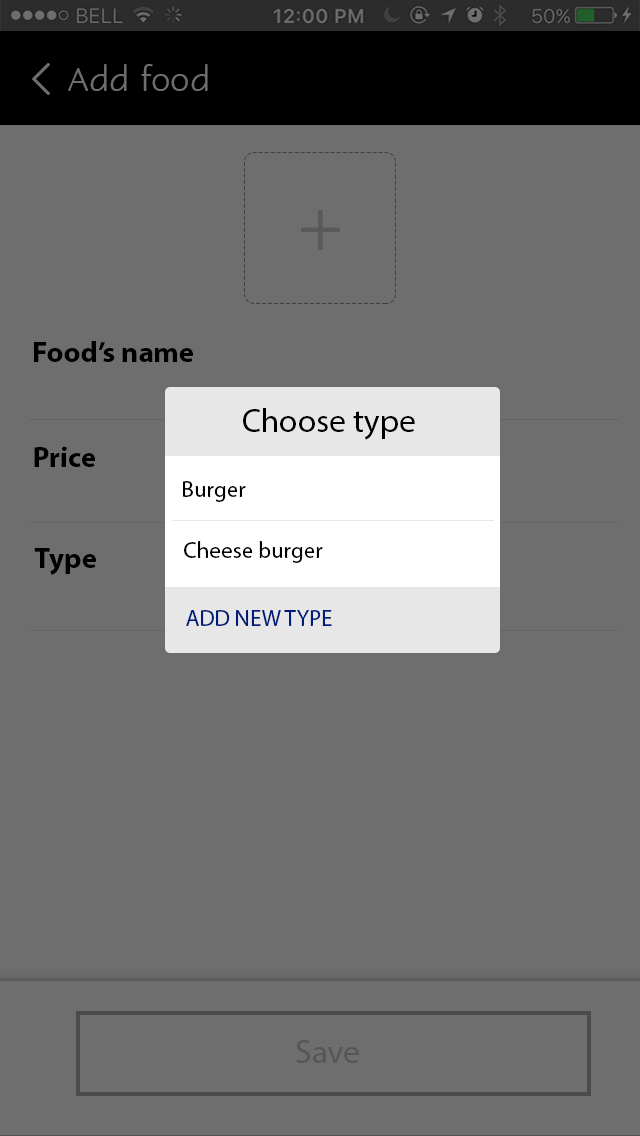 BELL 12:00 PM 50%
Add food
Food's name
Choose type
Price
Burger
Cheese burger
Type
ADD NEW TYPE
Save